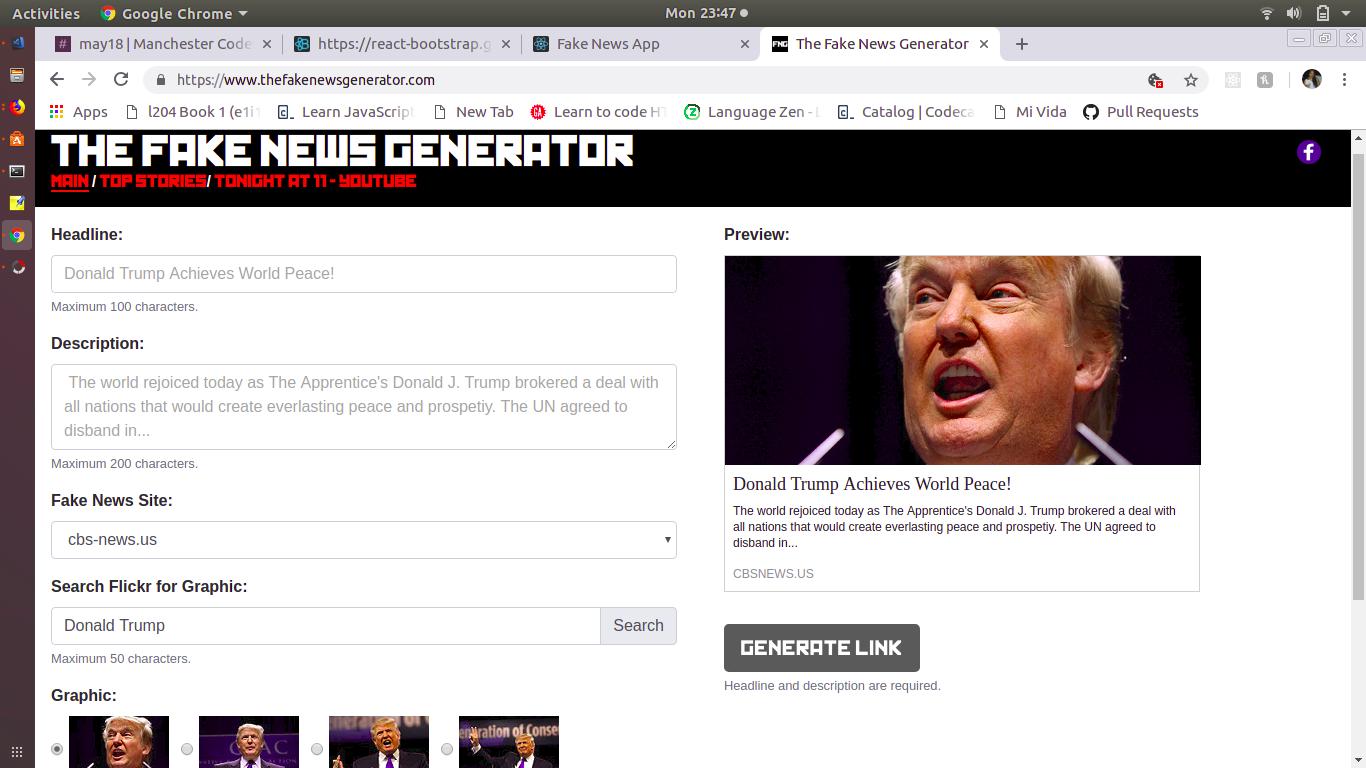 Activities Google Chrome Mon 23:47
may18 | Manchester Code https://react-bootstrap.g Fake News App The Fake News Generator
https://www.thefakenewsgenerator.com
Apps l204 Book 1 (e1i1 Learn JavaScript New Tab Learn to code HT Language Zen - L Catalog | Codeca Mi Vida Pull Requests
THE FAKE NEWS GENERATOR
MAIN / TOP STORIES/ TONIGHT AT 11 - YOUTUBE
Headline:
Donald Trump Achieves World Peace!
Maximum 100 characters.
Description:
The world rejoiced today as The Apprentice's Donald J. Trump brokered a deal with
all nations that would create everlasting peace and prospetiy. The UN agreed to
disband in...
Maximum 200 characters.
Fake News Site:
cbs-news.us
Search Flickr for Graphic:
Donald Trump Search
Maximum 50 characters.
Graphic:
Preview:
Donald Trump Achieves World Peace!
The world rejoiced today as The Apprentice's Donald J. Trump brokered a deal with
all nations that would create everlasting peace and prospetiy. The UN agreed to
disband in...
CBSNEWS.US
GENERATE LINK
Headline and description are required.